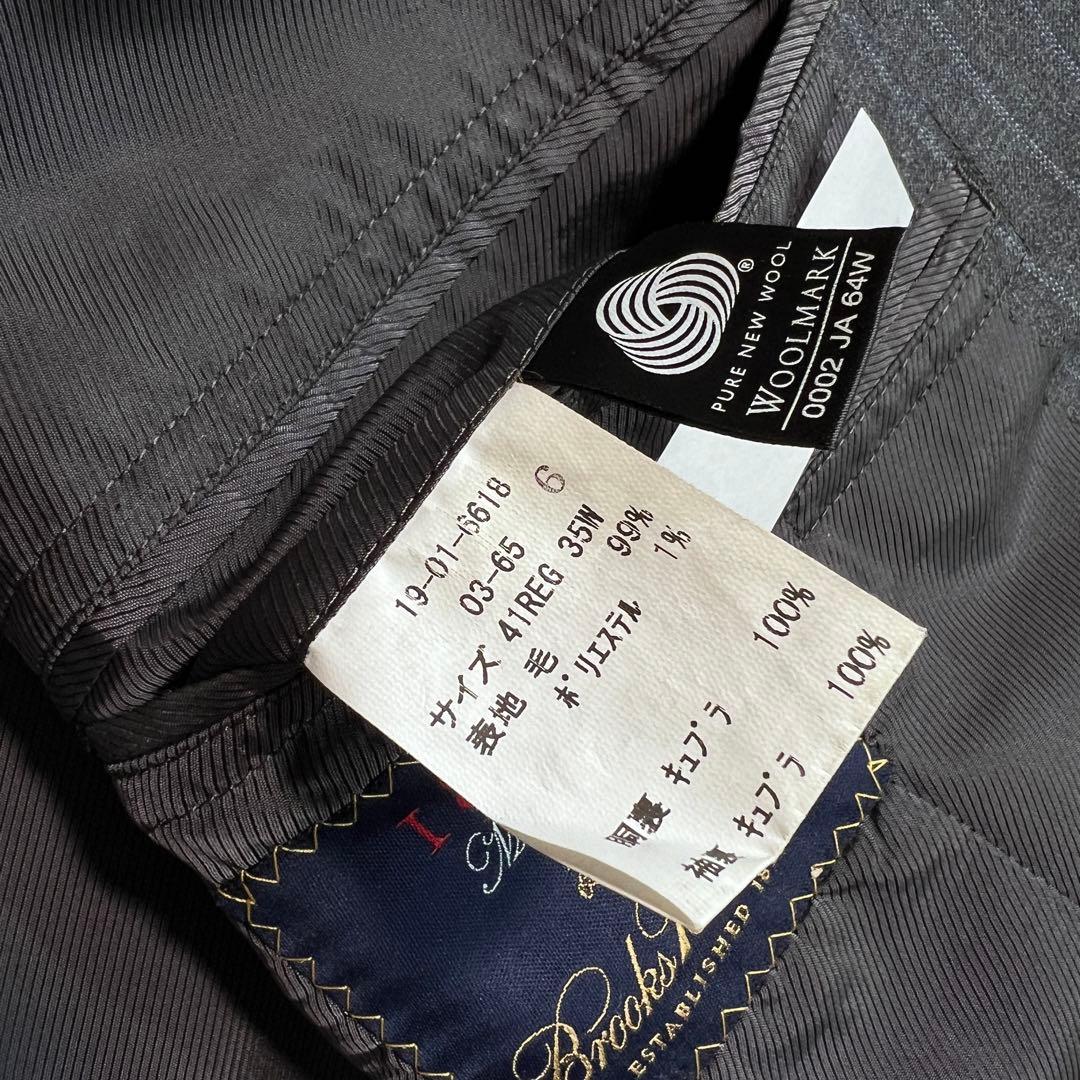 ®
PURE NEW WOOL
WOOLMARK
0002 JA 64W
6
19-01-6618
03-65
サイズ 41REG 35W
表地 毛 99%
ポリエステル 1%
胴裏 キュプラ 100%
袖裏 キュプラ 100%
I
Brooks
ESTABLISHED 18